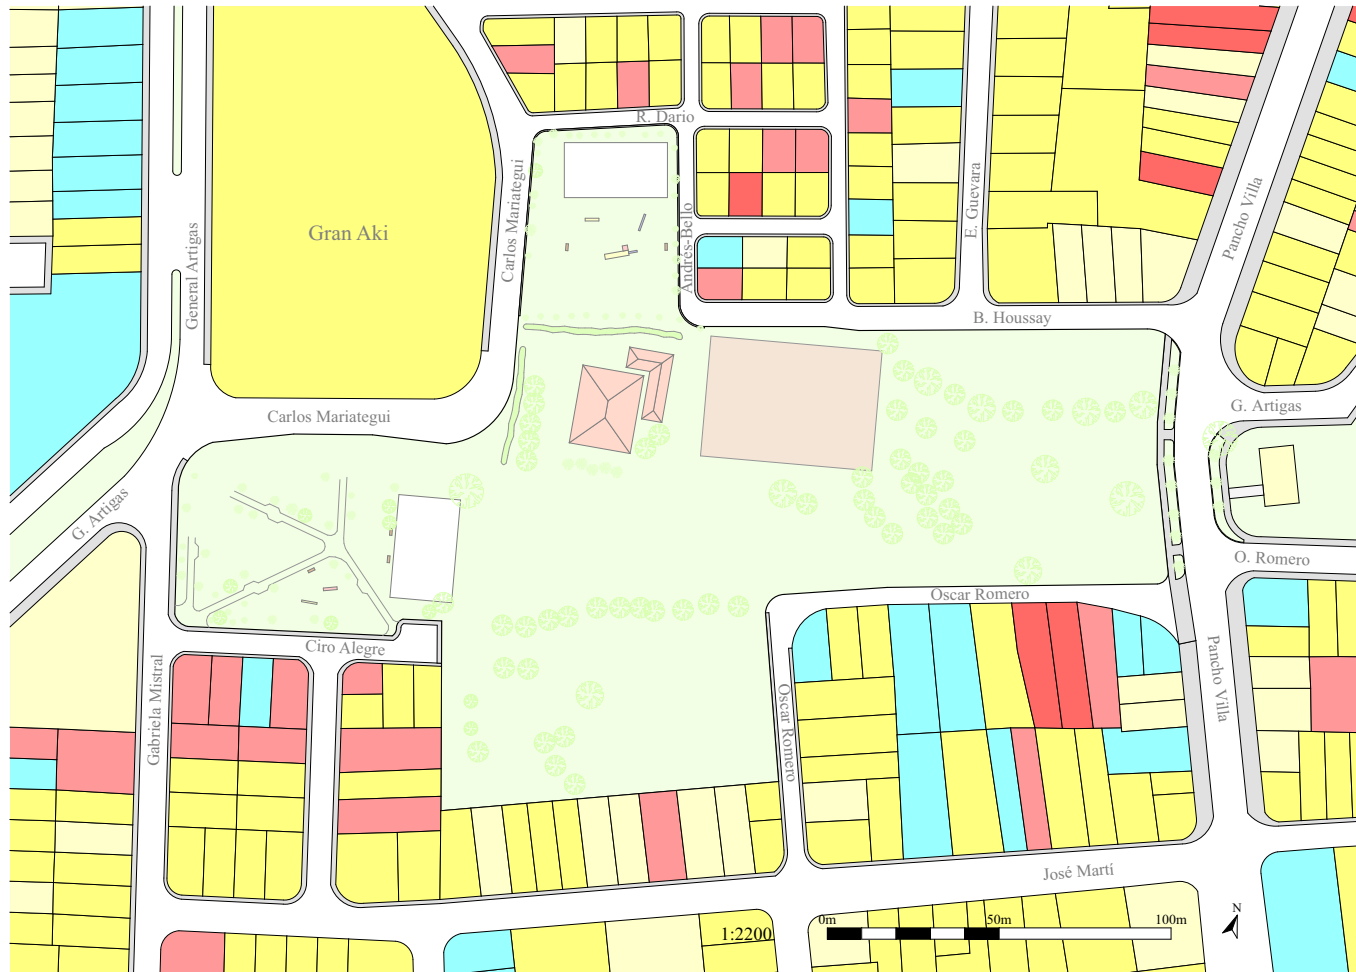 R. Dario
Carlos Mariategui
Andrés-Bello
E. Guevara
Pancho Villa
General Artigas
Gran Aki
B. Houssay
Carlos Mariategui
G. Artigas
G. Artigas
O. Romero
Oscar Romero
Ciro Alegre
Gabriela Mistral
Oscar Romero
Pancho Villa
José Martí
N
0m 50m 100m
1:2200